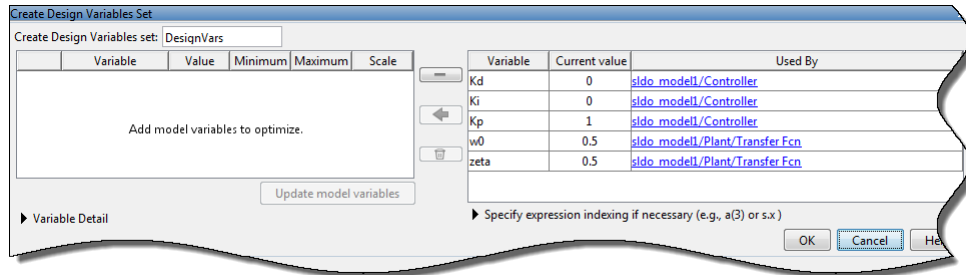 Create Design Variables Set
Create Design Variables set: DesignVars
Variable Value Minimum Maximum Scale
Add model variables to optimize.
Update model variables
Variable Detail
Variable Current value Used By
Kd 0 sldo_model1/Controller
Ki 0 sldo_model1/Controller
Kp 1 sldo_model1/Controller
w0 0.5 sldo_model1/Plant/Transfer Fcn
zeta 0.5 sldo_model1/Plant/Transfer Fcn
Specify expression indexing if necessary (e.g., a(3) or s.x )
OK Cancel